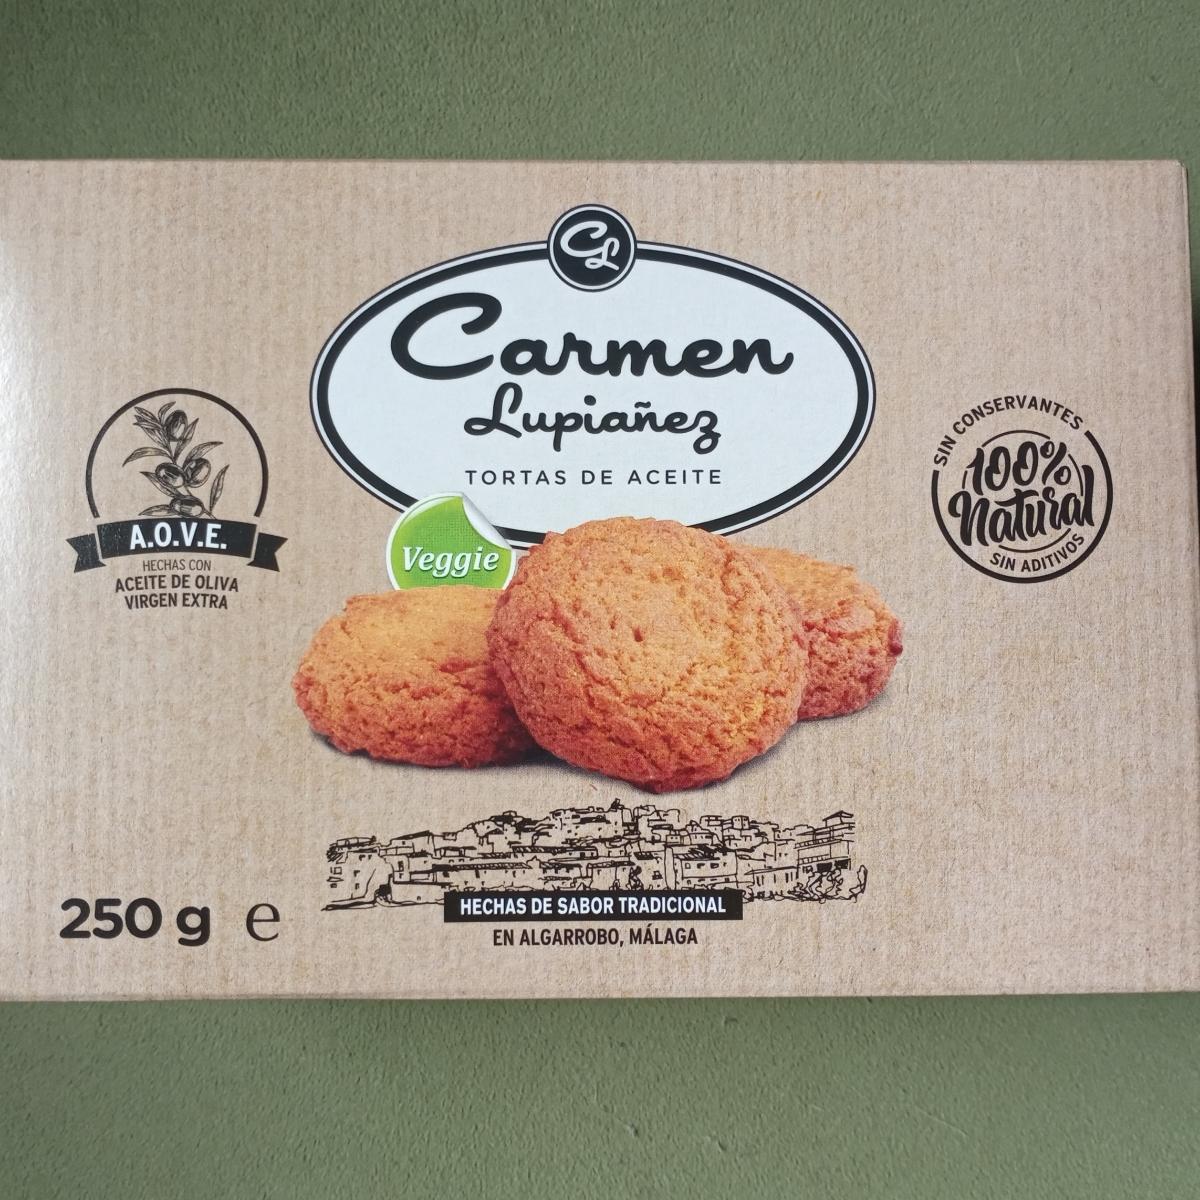 CL
Carmen
Lupiañez
TORTAS DE ACEITE
Veggie
A.O.V.E.
HECHAS CON
ACEITE DE OLIVA
VIRGEN EXTRA
SIN CONSERVANTES
100%
Natural
SIN ADITIVOS
250 g e
HECHAS DE SABOR TRADICIONAL
EN ALGARROBO, MÁLAGA